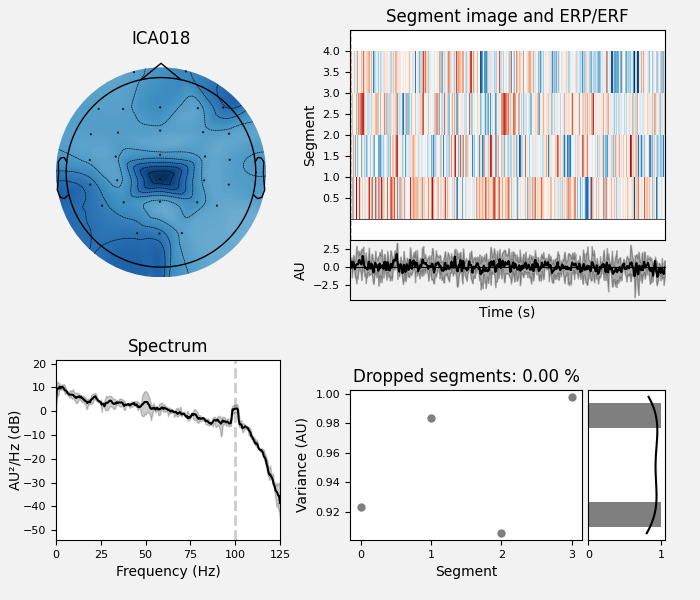 ICA018
Segment image and ERP/ERF
4.0
3.5
3.0
2.5
2.0
1.5
1.0
0.5
Segment
2.5
0.0
−2.5
AU
Time (s)
Spectrum
20
10
0
−10
−20
−30
−40
−50
AU²/Hz (dB)
0 25 50 75 100 125
Frequency (Hz)
Dropped segments: 0.00 %
1.00
0.98
0.96
0.94
0.92
Variance (AU)
0 1 2 3
Segment
0 1